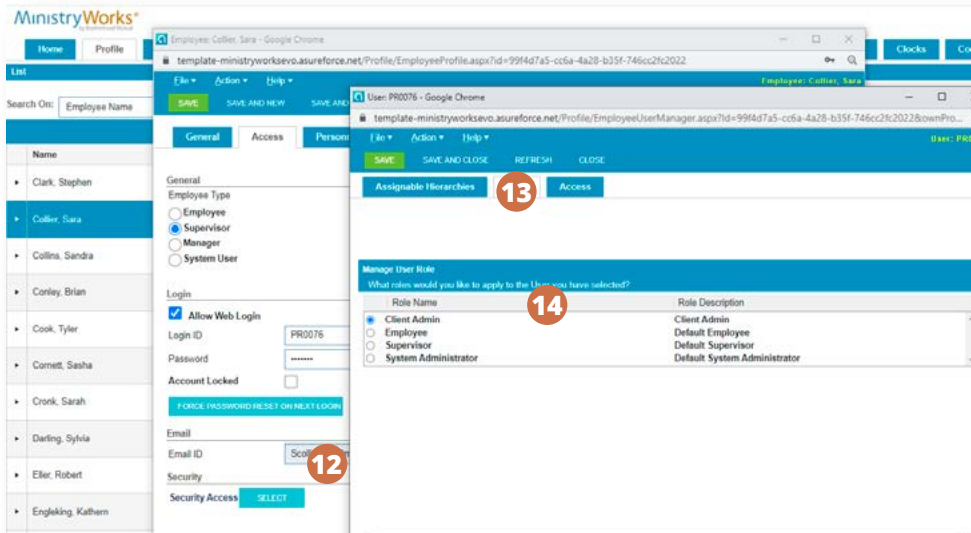 MinistryWorks
Home Profile Clocks Co
List
Search On: Employee Name
Name
Clark, Stephen
Collier, Sara
Collins, Sandra
Conley, Brian
Cook, Tyler
Cornett, Sasha
Cronk, Sarah
Darling, Sylvia
Eller, Robert
Engleking, Kathern
Employee: Collier, Sara - Google Chrome
template-ministryworksevo.asureforce.net/Profile/EmployeeProfile.aspx?id=99f4d7a5-cc6a-4a28-b35f-746cc2fc2022
File Action Help
Employee: Collier, Sara
SAVE SAVE AND NEW SAVE AND
General Access Person
General
Employee Type
Employee
Supervisor
Manager
System User
Login
Allow Web Login
Login ID PR0076
Password •••••••
Account Locked
FORCE PASSWORD RESET ON NEXT LOGIN
Email
Email ID
12
Security
Security Access SELECT
User: PR0076 - Google Chrome
template-ministryworksevo.asureforce.net/Profile/EmployeeUserManager.aspx?Id=99f4d7a5-cc6a-4a28-b35f-746cc2fc2022&ownPro...
File Action Help
User: PR0
SAVE SAVE AND CLOSE REFRESH CLOSE
Assignable Hierarchies 13 Access
Manage User Role
What roles would you like to apply to the User you have selected?
14
Role Name Role Description
Client Admin Client Admin
Employee Default Employee
Supervisor Default Supervisor
System Administrator Default System Administrator